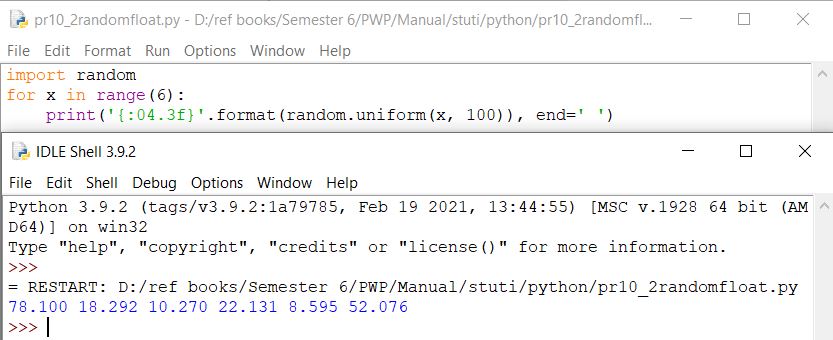 pr10_2randomfloat.py - D:/ref books/Semester 6/PWP/Manual/stuti/python/pr10_2randomfl...
File Edit Format Run Options Window Help
import random
for x in range(6):
    print('{:04.3f}'.format(random.uniform(x, 100)), end=' ')
IDLE Shell 3.9.2
File Edit Shell Debug Options Window Help
Python 3.9.2 (tags/v3.9.2:1a79785, Feb 19 2021, 13:44:55) [MSC v.1928 64 bit (AM
D64)] on win32
Type "help", "copyright", "credits" or "license()" for more information.
>>>
= RESTART: D:/ref books/Semester 6/PWP/Manual/stuti/python/pr10_2randomfloat.py
78.100 18.292 10.270 22.131 8.595 52.076
>>>